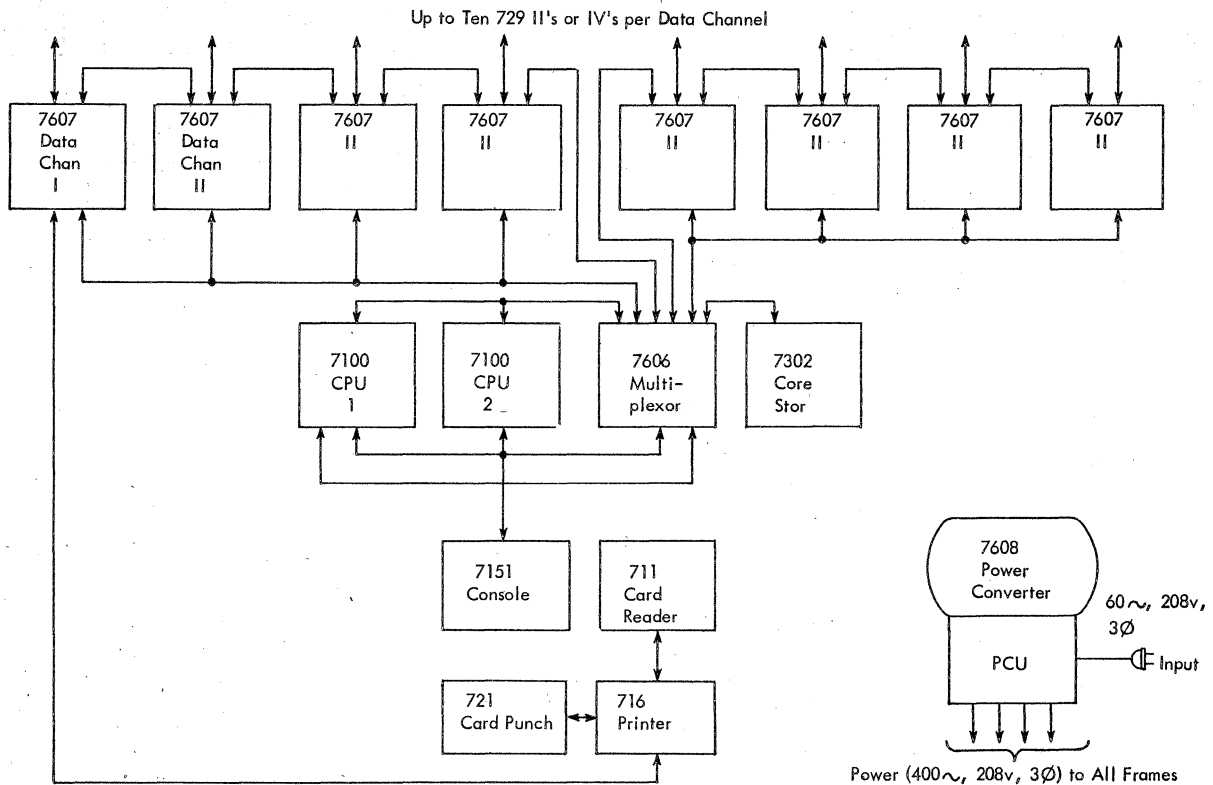 Up to Ten 729 II's or IV's per Data Channel
7607
Data
Chan
I
7607
Data
Chan
II
7607
II
7607
II
7607
II
7607
II
7607
II
7607
II
7100
CPU
1
7100
CPU
2
7606
Multi-
plexor
7302
Core
Stor
7151
Console
711
Card
Reader
721
Card Punch
716
Printer
7608
Power
Converter
PCU
60~, 208v,
3Ø
Input
Power (400~, 208v, 3Ø) to All Frames